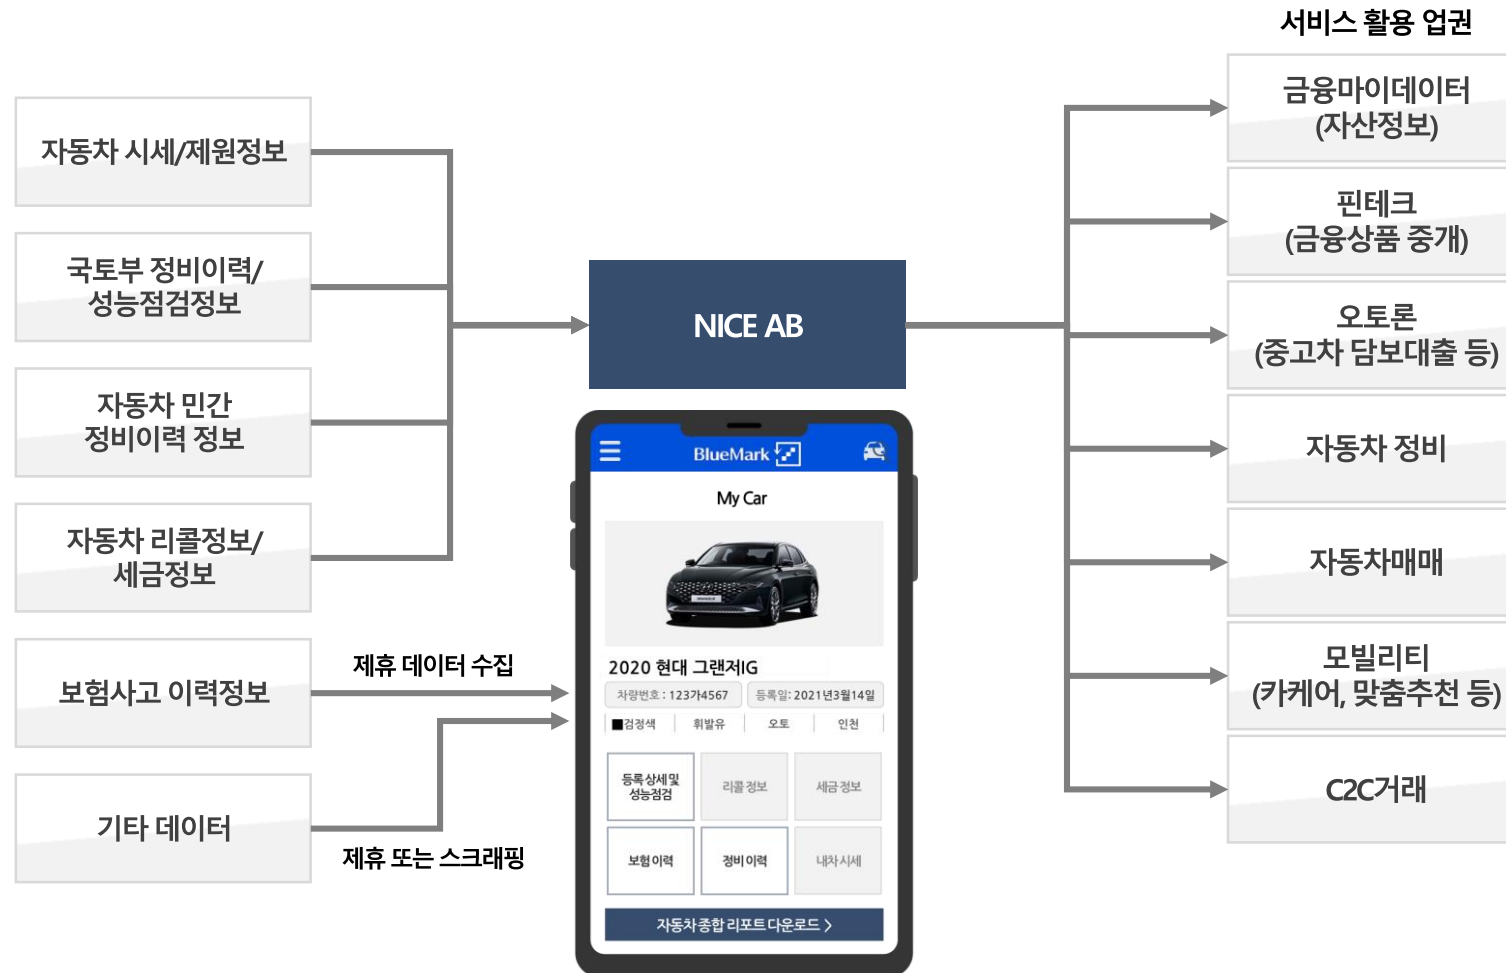 서비스 활용 업권
자동차 시세/제원정보
국토부 정비이력/
성능점검정보
자동차 민간
정비이력 정보
자동차 리콜정보/
세금정보
보험사고 이력정보
기타 데이터
제휴 데이터 수집
제휴 또는 스크래핑
NICE AB
BlueMark
My Car
2020 현대 그랜저IG
차량번호 : 123가4567
등록일: 2021년3월14일
■검정색
휘발유
오토
인천
등록상세 및
성능점검
리콜 정보
세금 정보
보험 이력
정비 이력
내차 시세
자동차 종합 리포트 다운로드 >
금융마이데이터
(자산정보)
핀테크
(금융상품 중개)
오토론
(중고차 담보대출 등)
자동차 정비
자동차매매
모빌리티
(카케어, 맞춤추천 등)
C2C거래